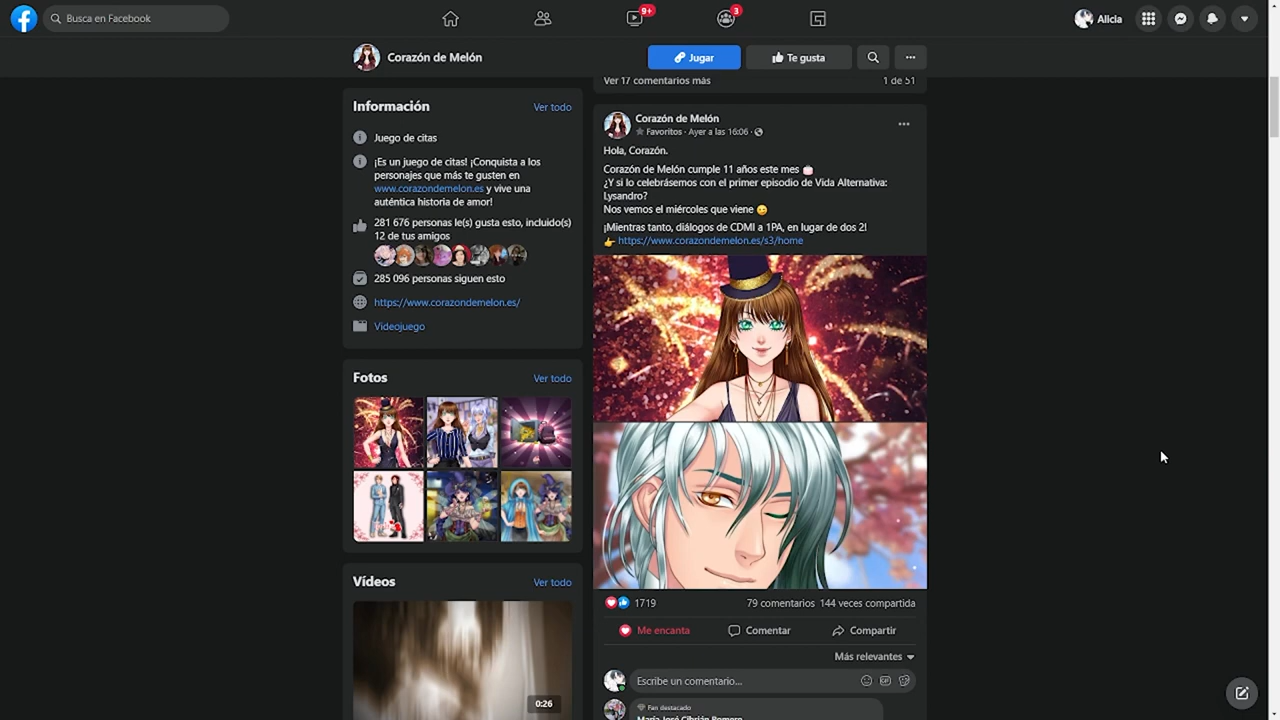 Busca en Facebook
9+
3
Alicia
Corazón de Melón
Jugar
Te gusta
Información
Ver todo
Juego de citas
¡Es un juego de citas! ¡Conquista a los
personajes que más te gusten en
www.corazondemelon.es y vive una
auténtica historia de amor!
281 676 personas le(s) gusta esto, incluido(s)
12 de tus amigos
285 096 personas siguen esto
https://www.corazondemelon.es/
Videojuego
Fotos
Ver todo
Vídeos
Ver todo
0:26
Ver 17 comentarios más
1 de 51
Corazón de Melón
Favoritos · Ayer a las 16:06 ·
Hola, Corazón.
Corazón de Melón cumple 11 años este mes
¿Y si lo celebrásemos con el primer episodio de Vida Alternativa:
Lysandro?
Nos vemos el miércoles que viene
¡Mientras tanto, diálogos de CDMI a 1PA, en lugar de dos 2!
https://www.corazondemelon.es/s3/home
1719
79 comentarios 144 veces compartida
Me encanta
Comentar
Compartir
Más relevantes
Escribe un comentario...
GIF
Fan destacado
María José Cibrián Romero